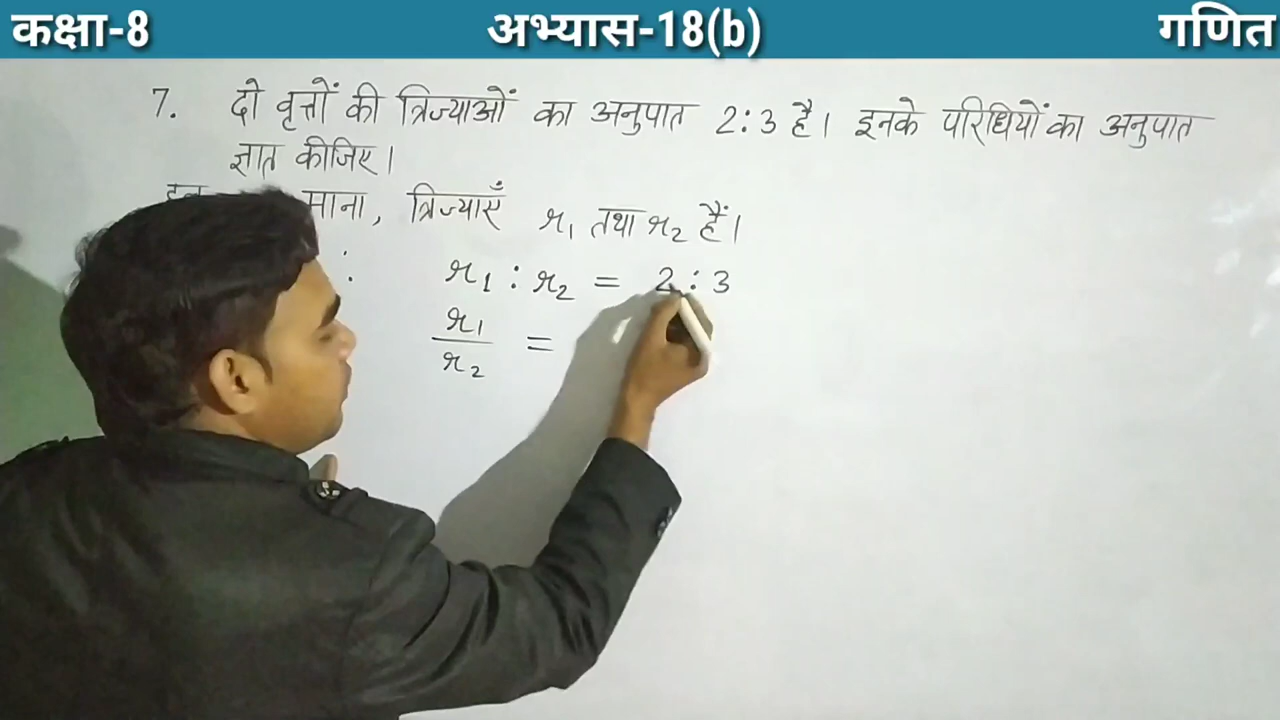 कक्षा-8 अभ्यास-18(b) गणित
7. दो वृत्तों की त्रिज्याओं का अनुपात 2:3 है। इनके परिधियों का अनुपात
ज्ञात कीजिए।
माना, त्रिज्याएँ r₁ तथा r₂ हैं।
: r₁ : r₂ = 2 : 3
r₁
r₂ =